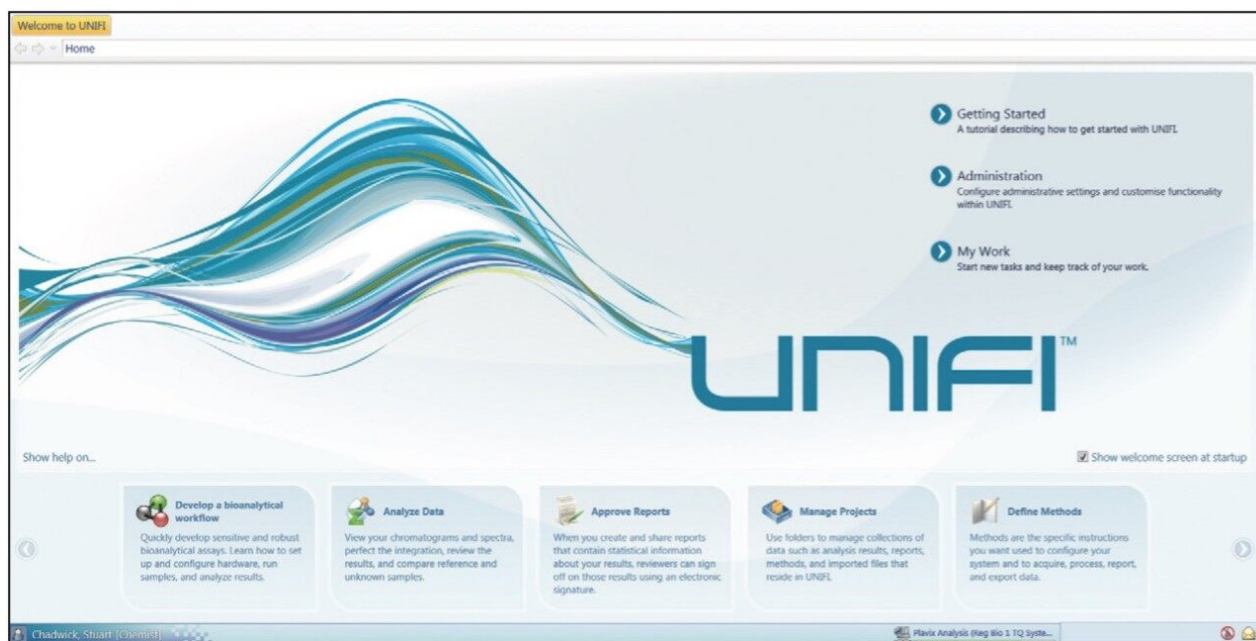 Welcome to UNIFI
Home
Getting Started
A tutorial describing how to get started with UNIFI.
Administration
Configure administrative settings and customise functionality
within UNIFI.
My Work
Start new tasks and keep track of your work.
UNIFI™
Show help on...
Show welcome screen at startup
Develop a bioanalytical
workflow
Quickly develop sensitive and robust
bioanalytical assays. Learn how to set
up and configure hardware, run
samples, and analyze results.
Analyze Data
View your chromatograms and spectra,
perfect the integration, review the
results, and compare reference and
unknown samples.
Approve Reports
When you create and share reports
that contain statistical information
about your results, reviewers can sign
off on those results using an electronic
signature.
Manage Projects
Use folders to manage collections of
data such as analysis results, reports,
methods, and imported files that
reside in UNIFI.
Define Methods
Methods are the specific instructions
you want used to configure your
system and to acquire, process, report,
and export data.
Chadwick, Stuart [Chemist]
Plavix Analysis (Reg Bio 1 TQ Syste...